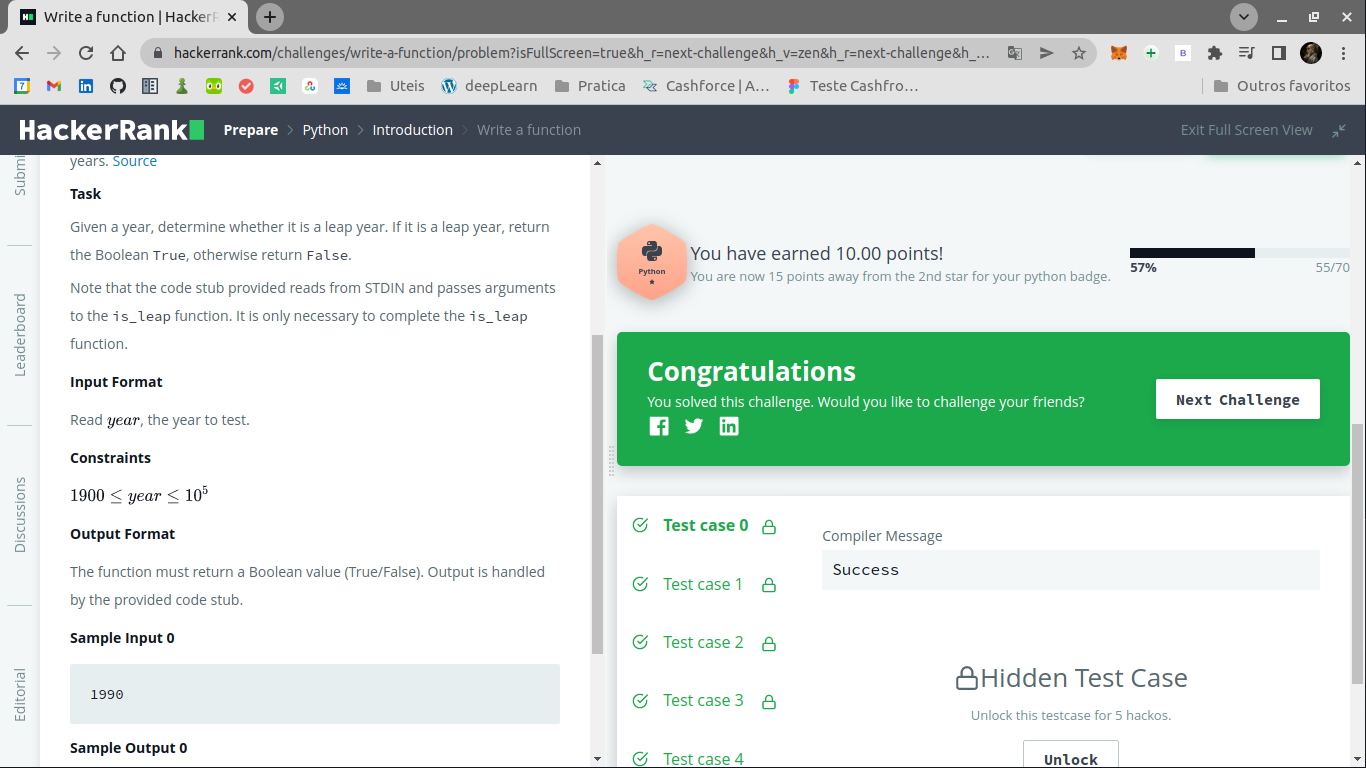 Write a function | HackerR
hackerrank.com/challenges/write-a-function/problem?isFullScreen=true&h_r=next-challenge&h_v=zen&h_r=next-challenge&h_…
Uteis deepLearn Pratica Cashforce | A… Teste Cashfro… Outros favoritos
HackerRank Prepare Python Introduction Write a function Exit Full Screen View
Submi
Leaderboard
Discussions
Editorial
years. Source
Task
Given a year, determine whether it is a leap year. If it is a leap year, return
the Boolean True, otherwise return False.
Note that the code stub provided reads from STDIN and passes arguments
to the is_leap function. It is only necessary to complete the is_leap
function.
Input Format
Read year, the year to test.
Constraints
1900 ≤ year ≤ 10⁵
Output Format
The function must return a Boolean value (True/False). Output is handled
by the provided code stub.
Sample Input 0
1990
Sample Output 0
Python
You have earned 10.00 points!
You are now 15 points away from the 2nd star for your python badge.
57% 55/70
Congratulations
You solved this challenge. Would you like to challenge your friends?
Next Challenge
Test case 0
Test case 1
Test case 2
Test case 3
Test case 4
Compiler Message
Success
Hidden Test Case
Unlock this testcase for 5 hackos.
Unlock